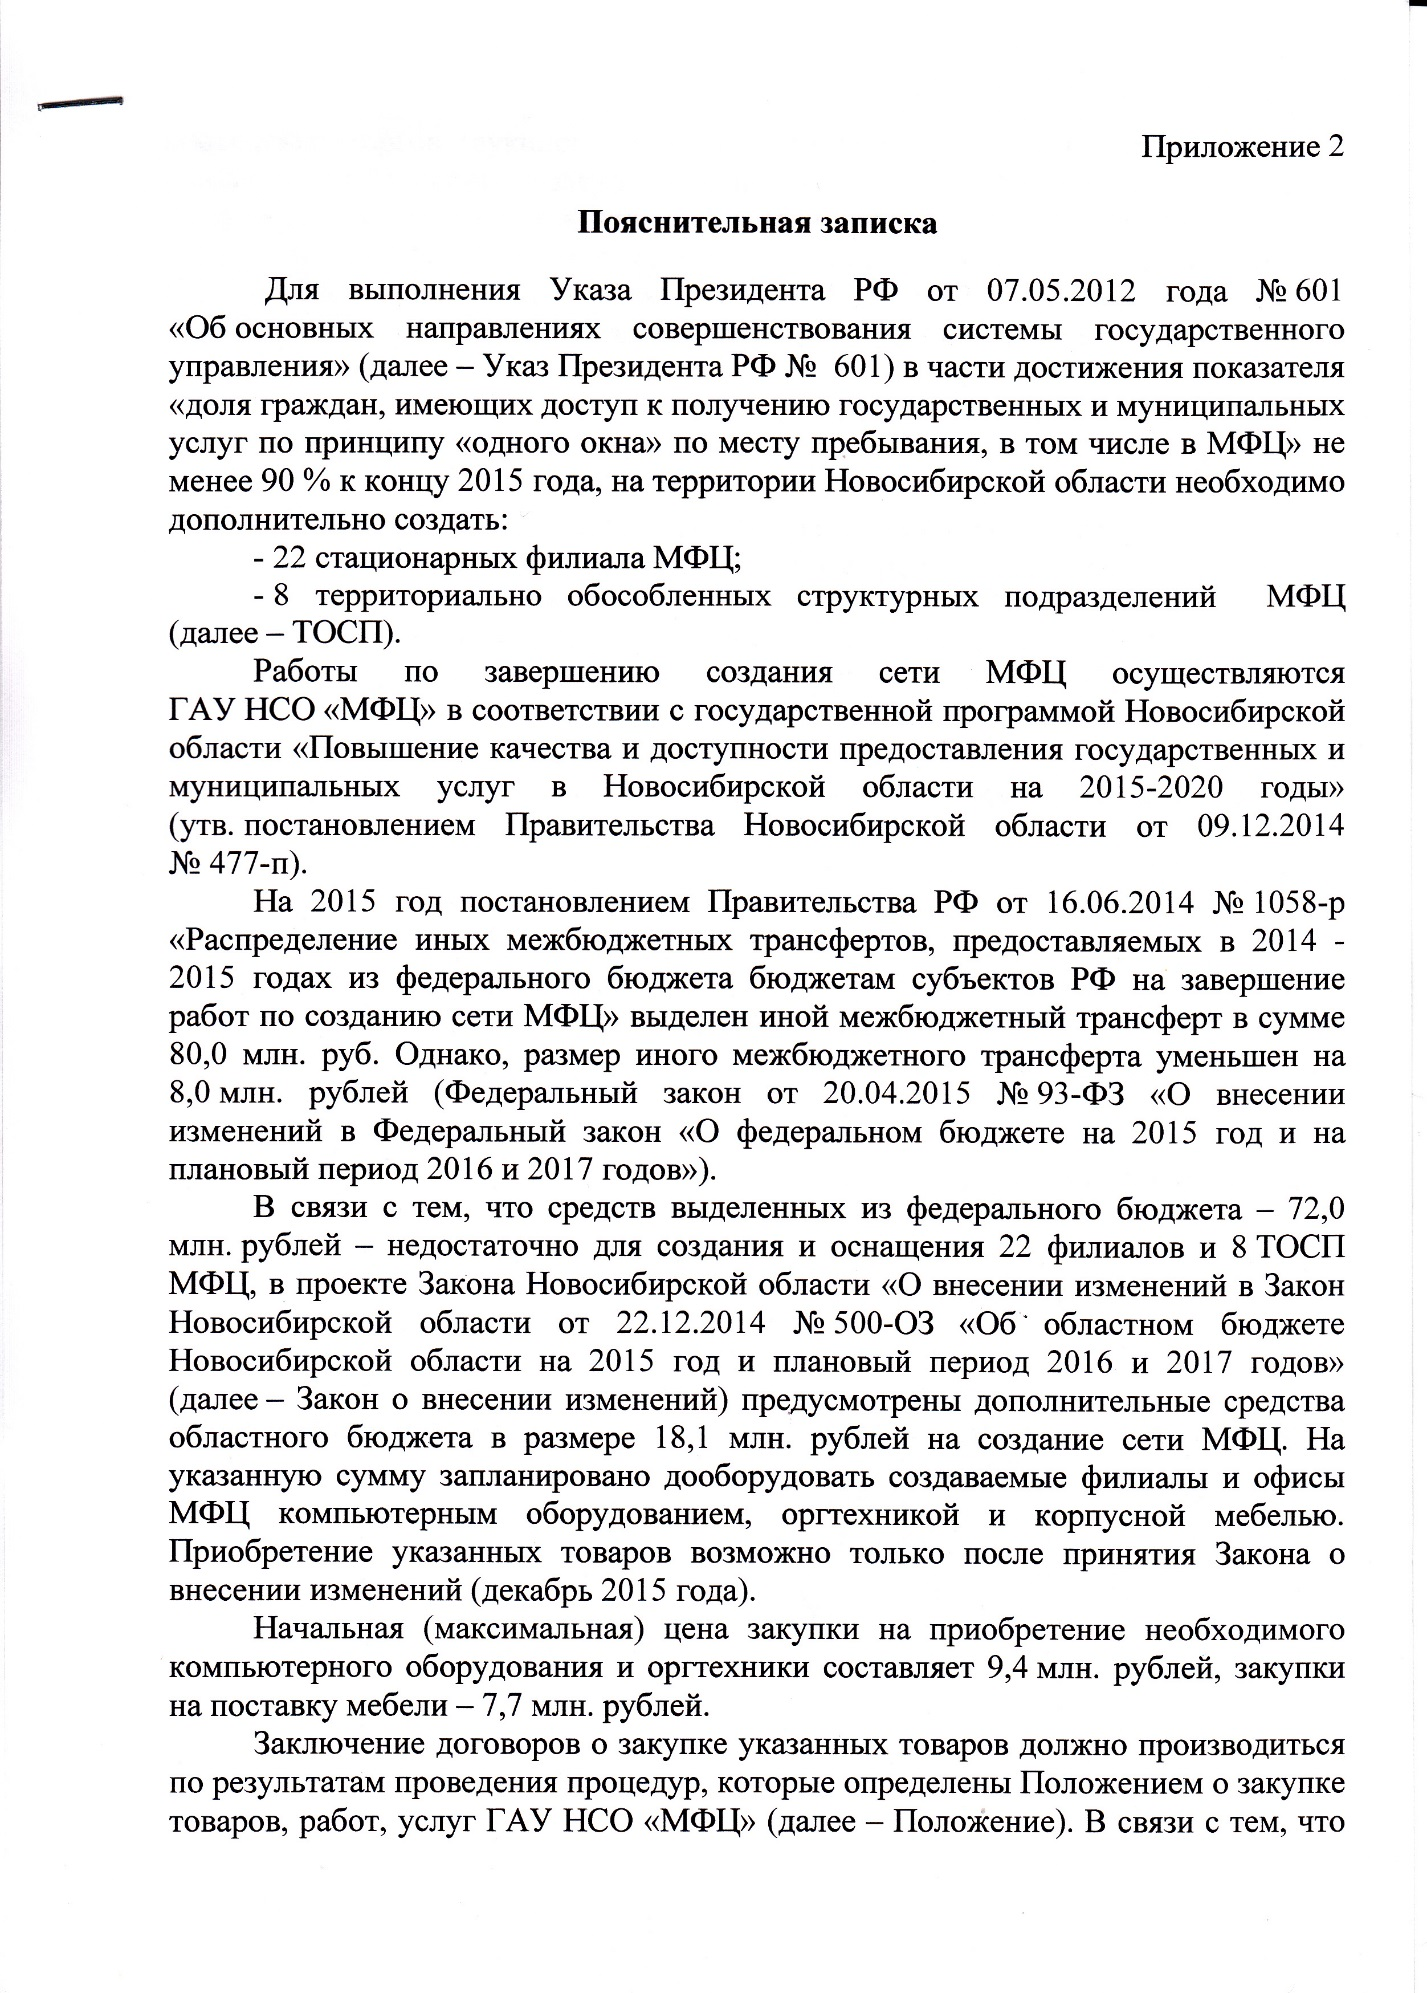 Приложение 2
Пояснительная записка
Для выполнения Указа Президента РФ от 07.05.2012 года № 601
«Об основных направлениях совершенствования системы государственного
управления» (далее – Указ Президента РФ № 601) в части достижения показателя
«доля граждан, имеющих доступ к получению государственных и муниципальных
услуг по принципу «одного окна» по месту пребывания, в том числе в МФЦ» не
менее 90 % к концу 2015 года, на территории Новосибирской области необходимо
дополнительно создать:
- 22 стационарных филиала МФЦ;
- 8 территориально обособленных структурных подразделений МФЦ
(далее – ТОСП).
Работы по завершению создания сети МФЦ осуществляются
ГАУ НСО «МФЦ» в соответствии с государственной программой Новосибирской
области «Повышение качества и доступности предоставления государственных и
муниципальных услуг в Новосибирской области на 2015-2020 годы»
(утв. постановлением Правительства Новосибирской области от 09.12.2014
№ 477-п).
На 2015 год постановлением Правительства РФ от 16.06.2014 № 1058-р
«Распределение иных межбюджетных трансфертов, предоставляемых в 2014 -
2015 годах из федерального бюджета бюджетам субъектов РФ на завершение
работ по созданию сети МФЦ» выделен иной межбюджетный трансферт в сумме
80,0 млн. руб. Однако, размер иного межбюджетного трансферта уменьшен на
8,0 млн. рублей (Федеральный закон от 20.04.2015 № 93-ФЗ «О внесении
изменений в Федеральный закон «О федеральном бюджете на 2015 год и на
плановый период 2016 и 2017 годов»).
В связи с тем, что средств выделенных из федерального бюджета – 72,0
млн. рублей – недостаточно для создания и оснащения 22 филиалов и 8 ТОСП
МФЦ, в проекте Закона Новосибирской области «О внесении изменений в Закон
Новосибирской области от 22.12.2014 № 500-ОЗ «Об областном бюджете
Новосибирской области на 2015 год и плановый период 2016 и 2017 годов»
(далее – Закон о внесении изменений) предусмотрены дополнительные средства
областного бюджета в размере 18,1 млн. рублей на создание сети МФЦ. На
указанную сумму запланировано дооборудовать создаваемые филиалы и офисы
МФЦ компьютерным оборудованием, оргтехникой и корпусной мебелью.
Приобретение указанных товаров возможно только после принятия Закона о
внесении изменений (декабрь 2015 года).
Начальная (максимальная) цена закупки на приобретение необходимого
компьютерного оборудования и оргтехники составляет 9,4 млн. рублей, закупки
на поставку мебели – 7,7 млн. рублей.
Заключение договоров о закупке указанных товаров должно производиться
по результатам проведения процедур, которые определены Положением о закупке
товаров, работ, услуг ГАУ НСО «МФЦ» (далее – Положение). В связи с тем, что